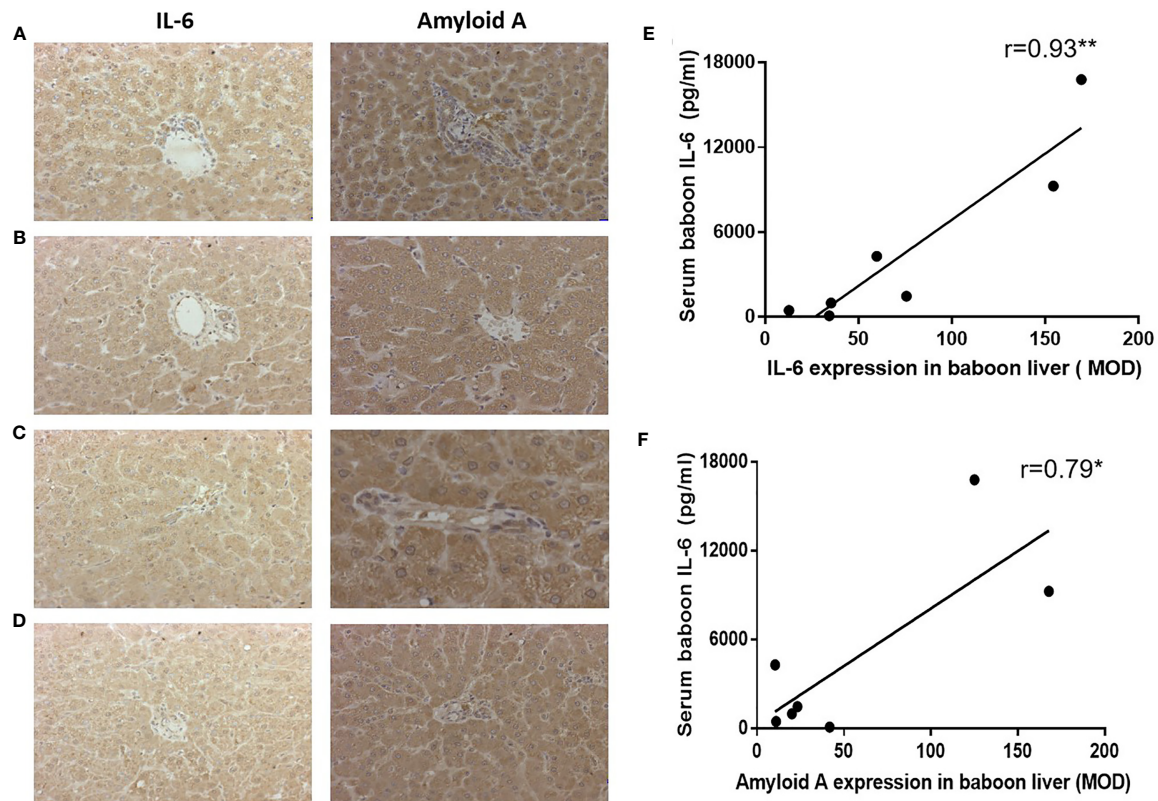 IL-6
Amyloid A
A
B
C
D
E
r=0.93**
Serum baboon IL-6 (pg/ml)
18000
12000
6000
0
0 50 100 150 200
IL-6 expression in baboon liver ( MOD)
F
r=0.79*
Serum baboon IL-6 (pg/ml)
18000
12000
6000
0
0 50 100 150 200
Amyloid A expression in baboon liver (MOD)